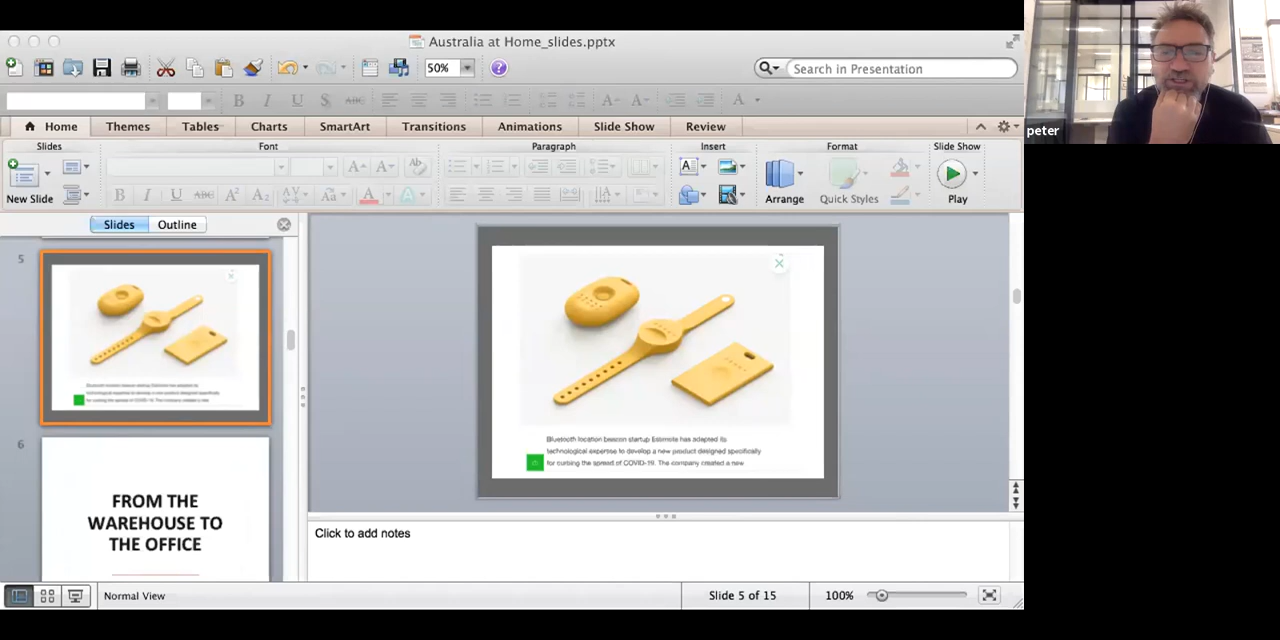 Australia at Home_slides.pptx
50%
Search in Presentation
peter
Home Themes Tables Charts SmartArt Transitions Animations Slide Show Review
Slides Font Paragraph Insert Format Slide Show
New Slide Arrange Quick Styles Play
Slides Outline
5
6
FROM THE
WAREHOUSE TO
THE OFFICE
Bluetooth location beacon startup Estimote has adapted its
technological expertise to develop a new product designed specifically
for curbing the spread of COVID-19. The company created a new
Click to add notes
Normal View
Slide 5 of 15
100%